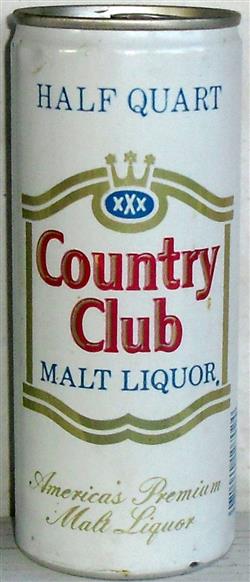 HALF QUART
xXx
Country
Club
MALT LIQUOR.
America's Premium
Malt Liquor